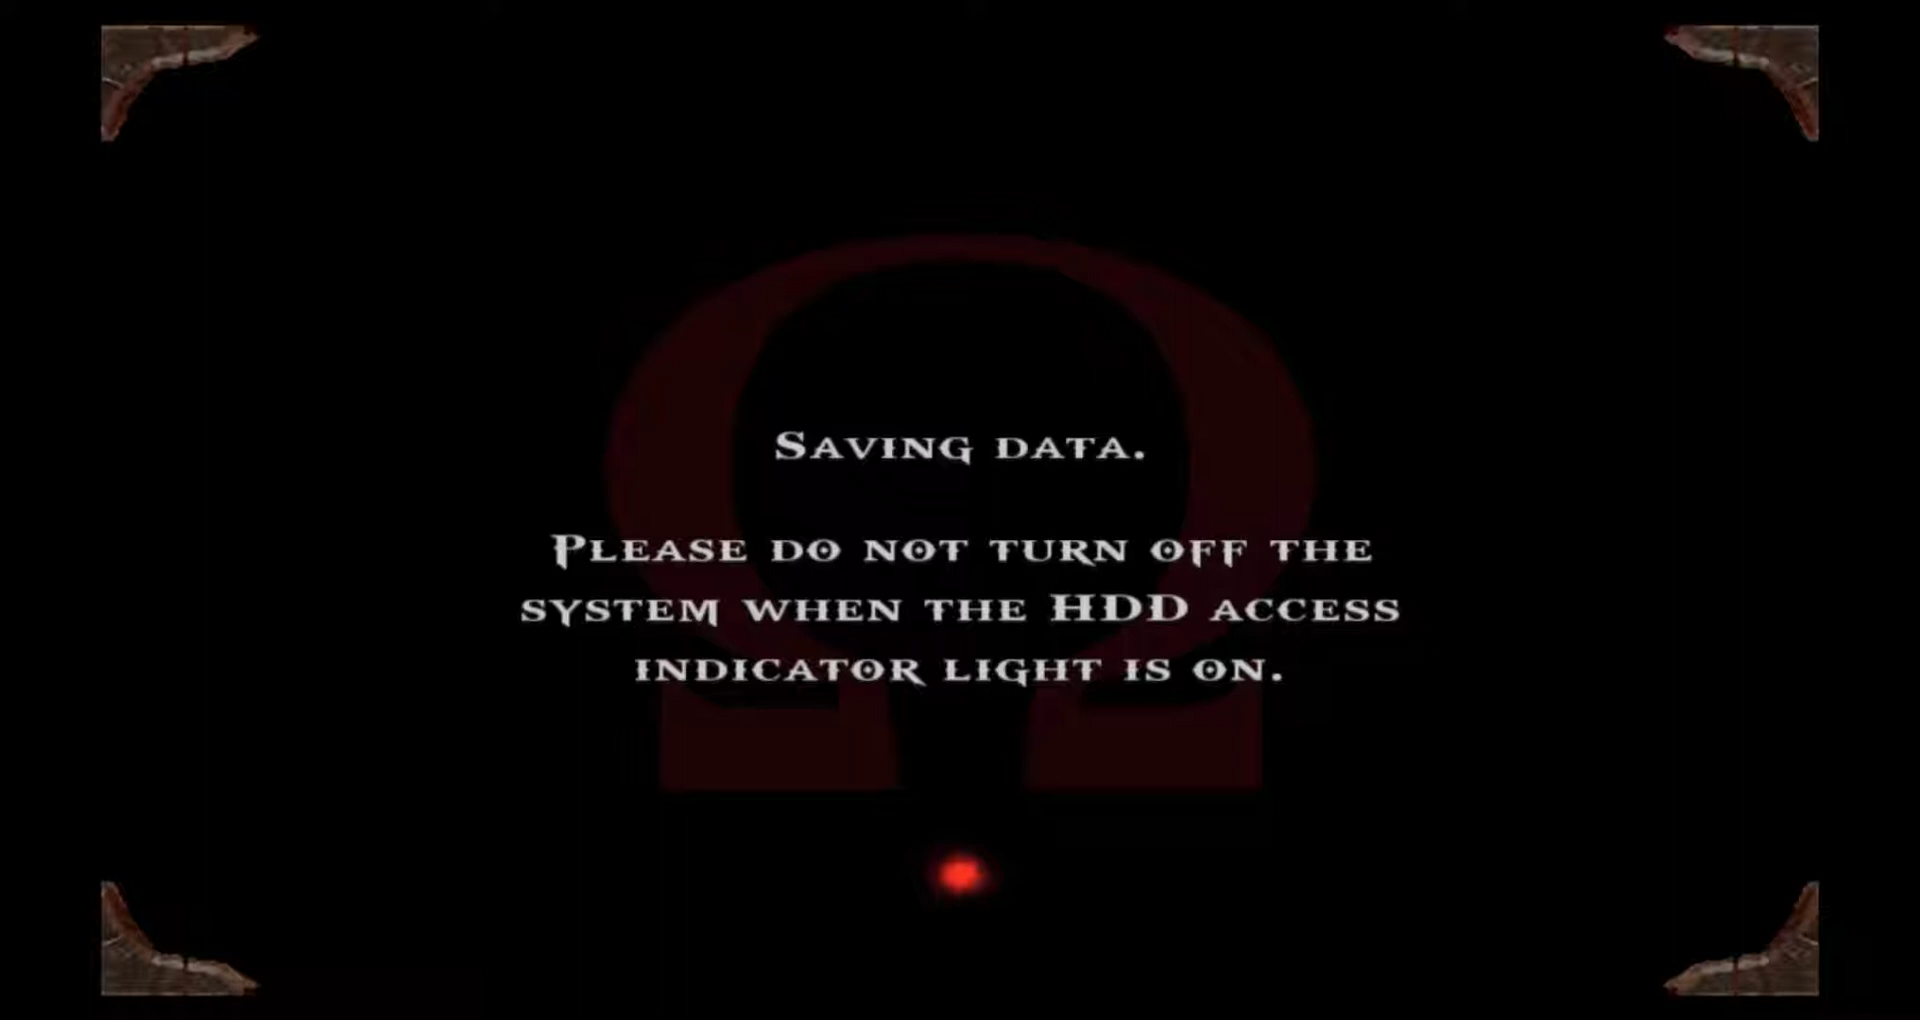 Saving data.
Please do not turn off the
system when the HDD access
indicator light is on.